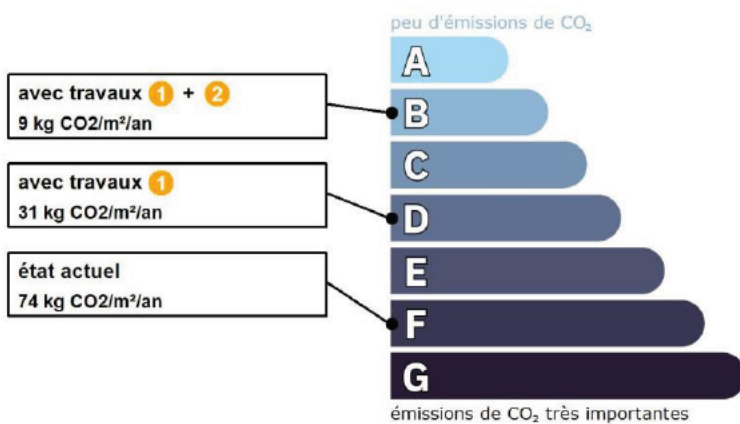 peu d'émissions de CO₂
A
avec travaux 1 + 2
9 kg CO2/m²/an
B
C
avec travaux 1
31 kg CO2/m²/an
D
E
état actuel
74 kg CO2/m²/an
F
G
émissions de CO₂ très importantes